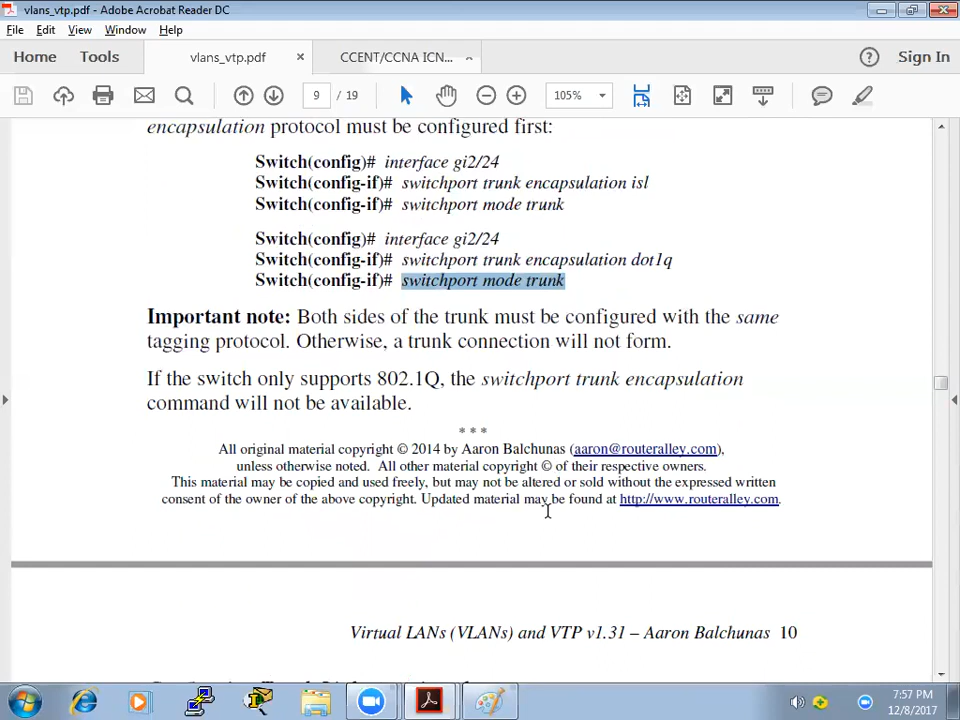 vlans_vtp.pdf - Adobe Acrobat Reader DC
File Edit View Window Help
Home Tools vlans_vtp.pdf × CCENT/CCNA ICN... ? Sign In
9 / 19 105%
encapsulation protocol must be configured first:
Switch(config)# interface gi2/24
Switch(config-if)# switchport trunk encapsulation isl
Switch(config-if)# switchport mode trunk
Switch(config)# interface gi2/24
Switch(config-if)# switchport trunk encapsulation dot1q
Switch(config-if)# switchport mode trunk
Important note: Both sides of the trunk must be configured with the same
tagging protocol. Otherwise, a trunk connection will not form.
If the switch only supports 802.1Q, the switchport trunk encapsulation
command will not be available.
* * *
All original material copyright © 2014 by Aaron Balchunas (aaron@routeralley.com),
unless otherwise noted. All other material copyright © of their respective owners.
This material may be copied and used freely, but may not be altered or sold without the expressed written
consent of the owner of the above copyright. Updated material may be found at http://www.routeralley.com.
Virtual LANs (VLANs) and VTP v1.31 – Aaron Balchunas 10
7:57 PM
12/8/2017